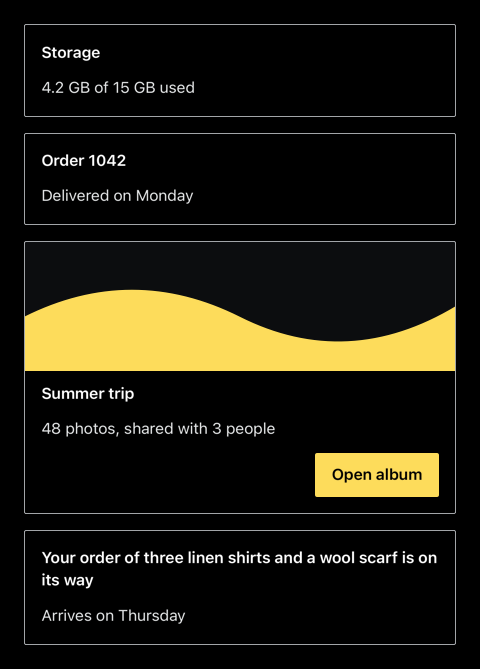 Storage
4.2 GB of 15 GB used
Order 1042
Delivered on Monday
Summer trip
48 photos, shared with 3 people
Open album
Your order of three linen shirts and a wool scarf is on
its way
Arrives on Thursday